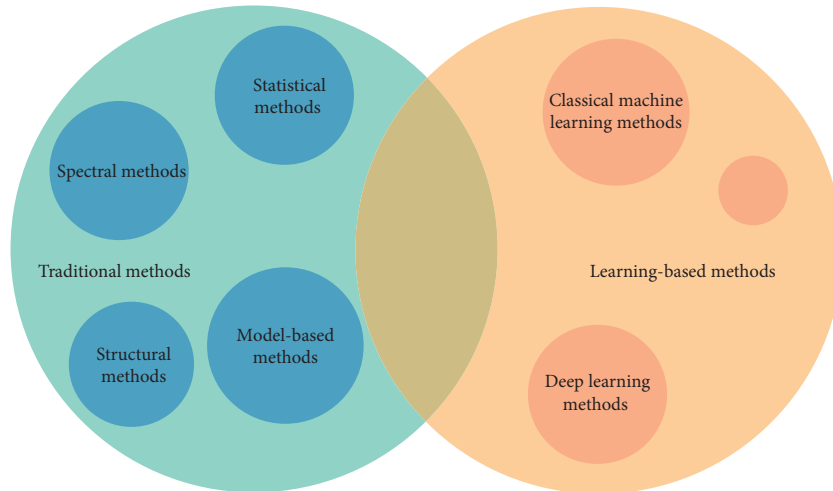 Statistical
methods
Spectral methods
Traditional methods
Structural
methods
Model-based
methods
Classical machine
learning methods
Learning-based methods
Deep learning
methods